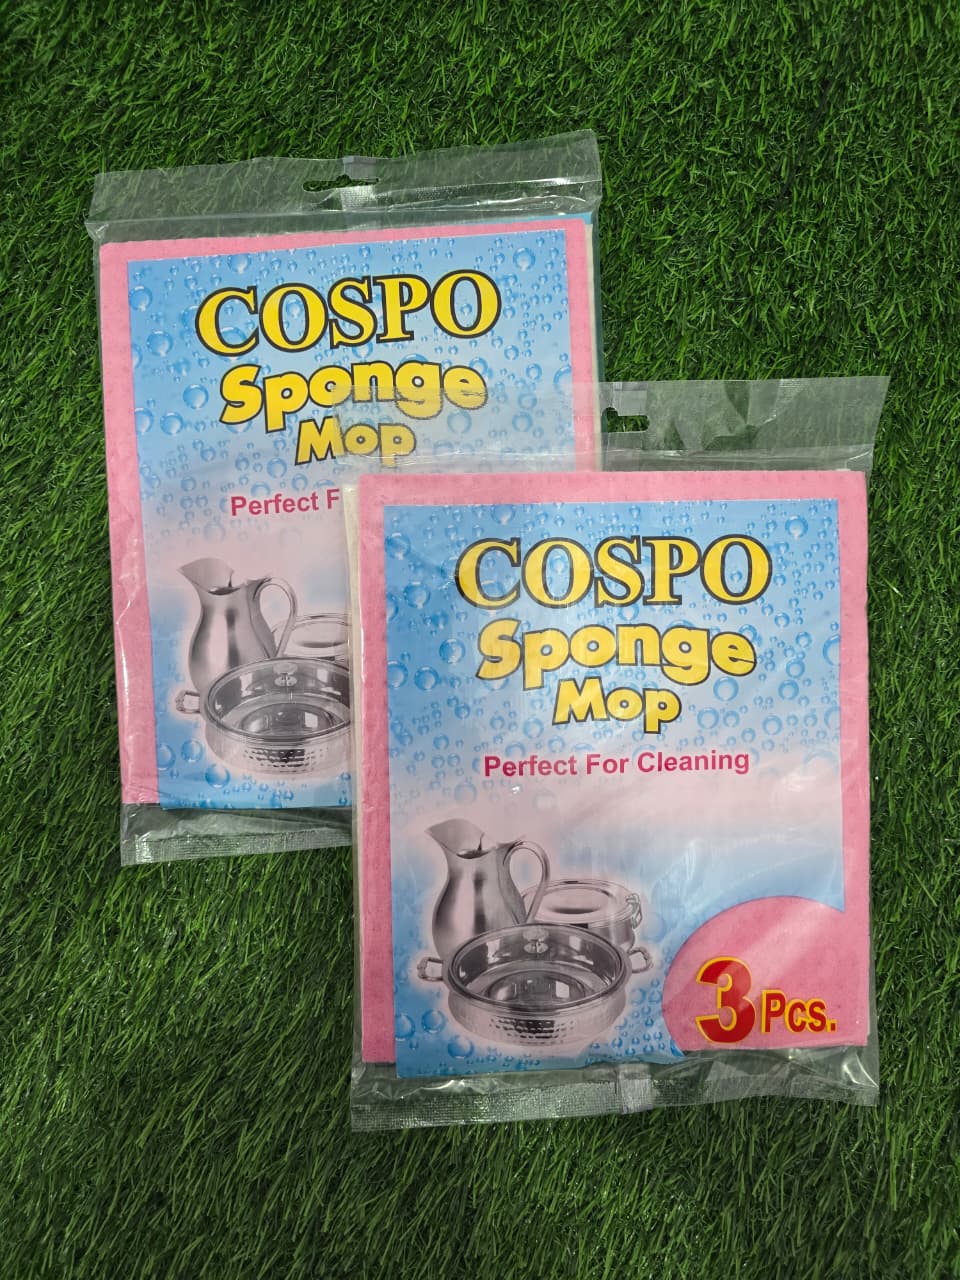 COSPO
Sponge
Mop
Perfect F
COSPO
Sponge
Mop
Perfect For Cleaning
3 Pcs.